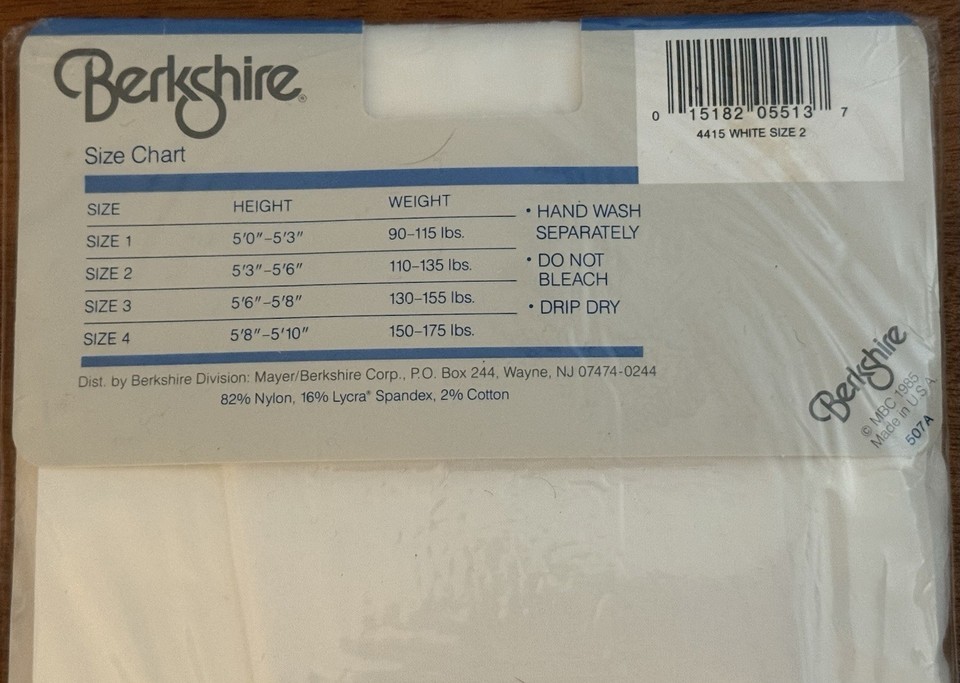 Berkshire®
0 15182 05513 7
4415 WHITE SIZE 2
Size Chart
SIZE HEIGHT WEIGHT
SIZE 1 5'0"–5'3" 90–115 lbs.
SIZE 2 5'3"–5'6" 110–135 lbs.
SIZE 3 5'6"–5'8" 130–155 lbs.
SIZE 4 5'8"–5'10" 150–175 lbs.
• HAND WASH
SEPARATELY
• DO NOT
BLEACH
• DRIP DRY
Dist. by Berkshire Division: Mayer/Berkshire Corp., P.O. Box 244, Wayne, NJ 07474-0244
82% Nylon, 16% Lycra® Spandex, 2% Cotton
Berkshire
© MBC 1985
Made in U.S.A.
507A